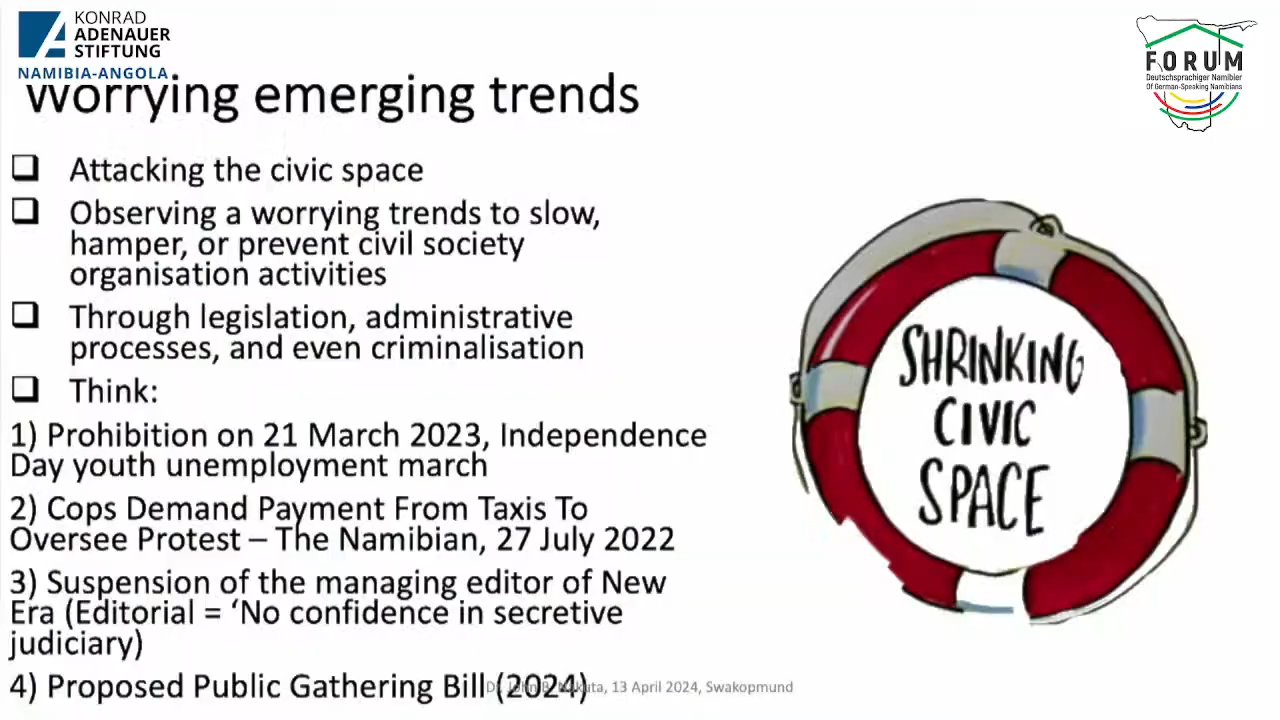 KONRAD
ADENAUER
STIFTUNG
NAMIBIA-ANGOLA
FORUM
Deutschsprachiger Namibier
Of German-Speaking Namibians
Worrying emerging trends
❑ Attacking the civic space
❑ Observing a worrying trends to slow,
hamper, or prevent civil society
organisation activities
❑ Through legislation, administrative
processes, and even criminalisation
❑ Think:
1) Prohibition on 21 March 2023, Independence
Day youth unemployment march
2) Cops Demand Payment From Taxis To
Oversee Protest – The Namibian, 27 July 2022
3) Suspension of the managing editor of New
Era (Editorial = ‘No confidence in secretive
judiciary)
4) Proposed Public Gathering Bill (2024)
SHRINKING
CIVIC
SPACE
13 April 2024, Swakopmund